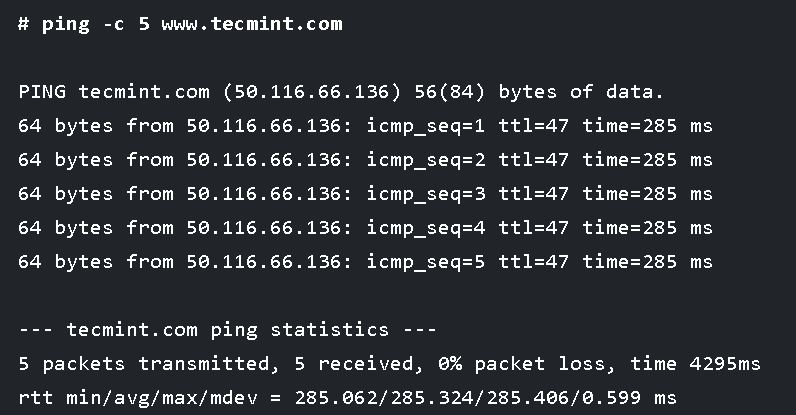 # ping -c 5 www.tecmint.com
PING tecmint.com (50.116.66.136) 56(84) bytes of data.
64 bytes from 50.116.66.136: icmp_seq=1 ttl=47 time=285 ms
64 bytes from 50.116.66.136: icmp_seq=2 ttl=47 time=285 ms
64 bytes from 50.116.66.136: icmp_seq=3 ttl=47 time=285 ms
64 bytes from 50.116.66.136: icmp_seq=4 ttl=47 time=285 ms
64 bytes from 50.116.66.136: icmp_seq=5 ttl=47 time=285 ms
--- tecmint.com ping statistics ---
5 packets transmitted, 5 received, 0% packet loss, time 4295ms
rtt min/avg/max/mdev = 285.062/285.324/285.406/0.599 ms